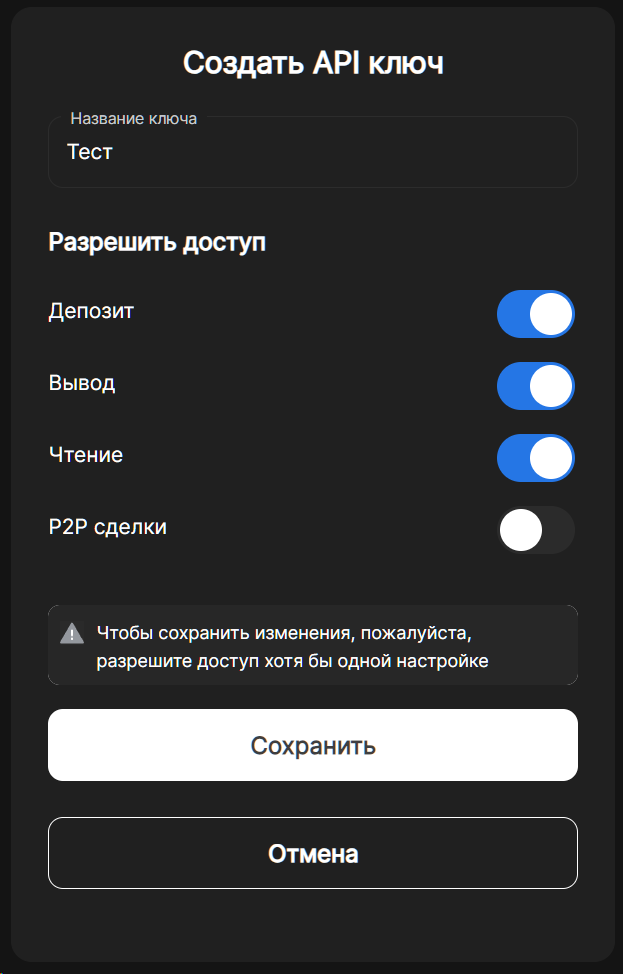 Создать API ключ
Название ключа
Тест
Разрешить доступ
Депозит
Вывод
Чтение
P2P сделки
Чтобы сохранить изменения, пожалуйста,
разрешите доступ хотя бы одной настройке
Сохранить
Отмена